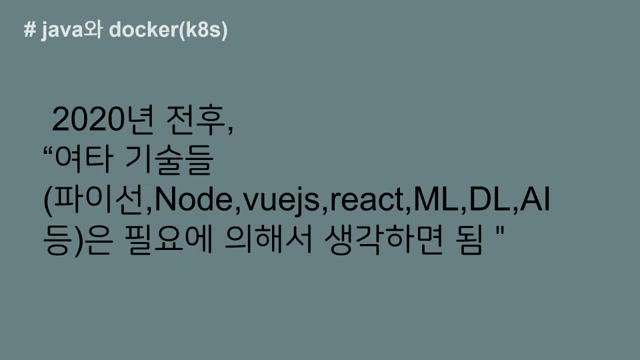 # java와 docker(k8s)
2020년 전후,
“여타 기술들
(파이선,Node,vuejs,react,ML,DL,AI
등)은 필요에 의해서 생각하면 됨 "